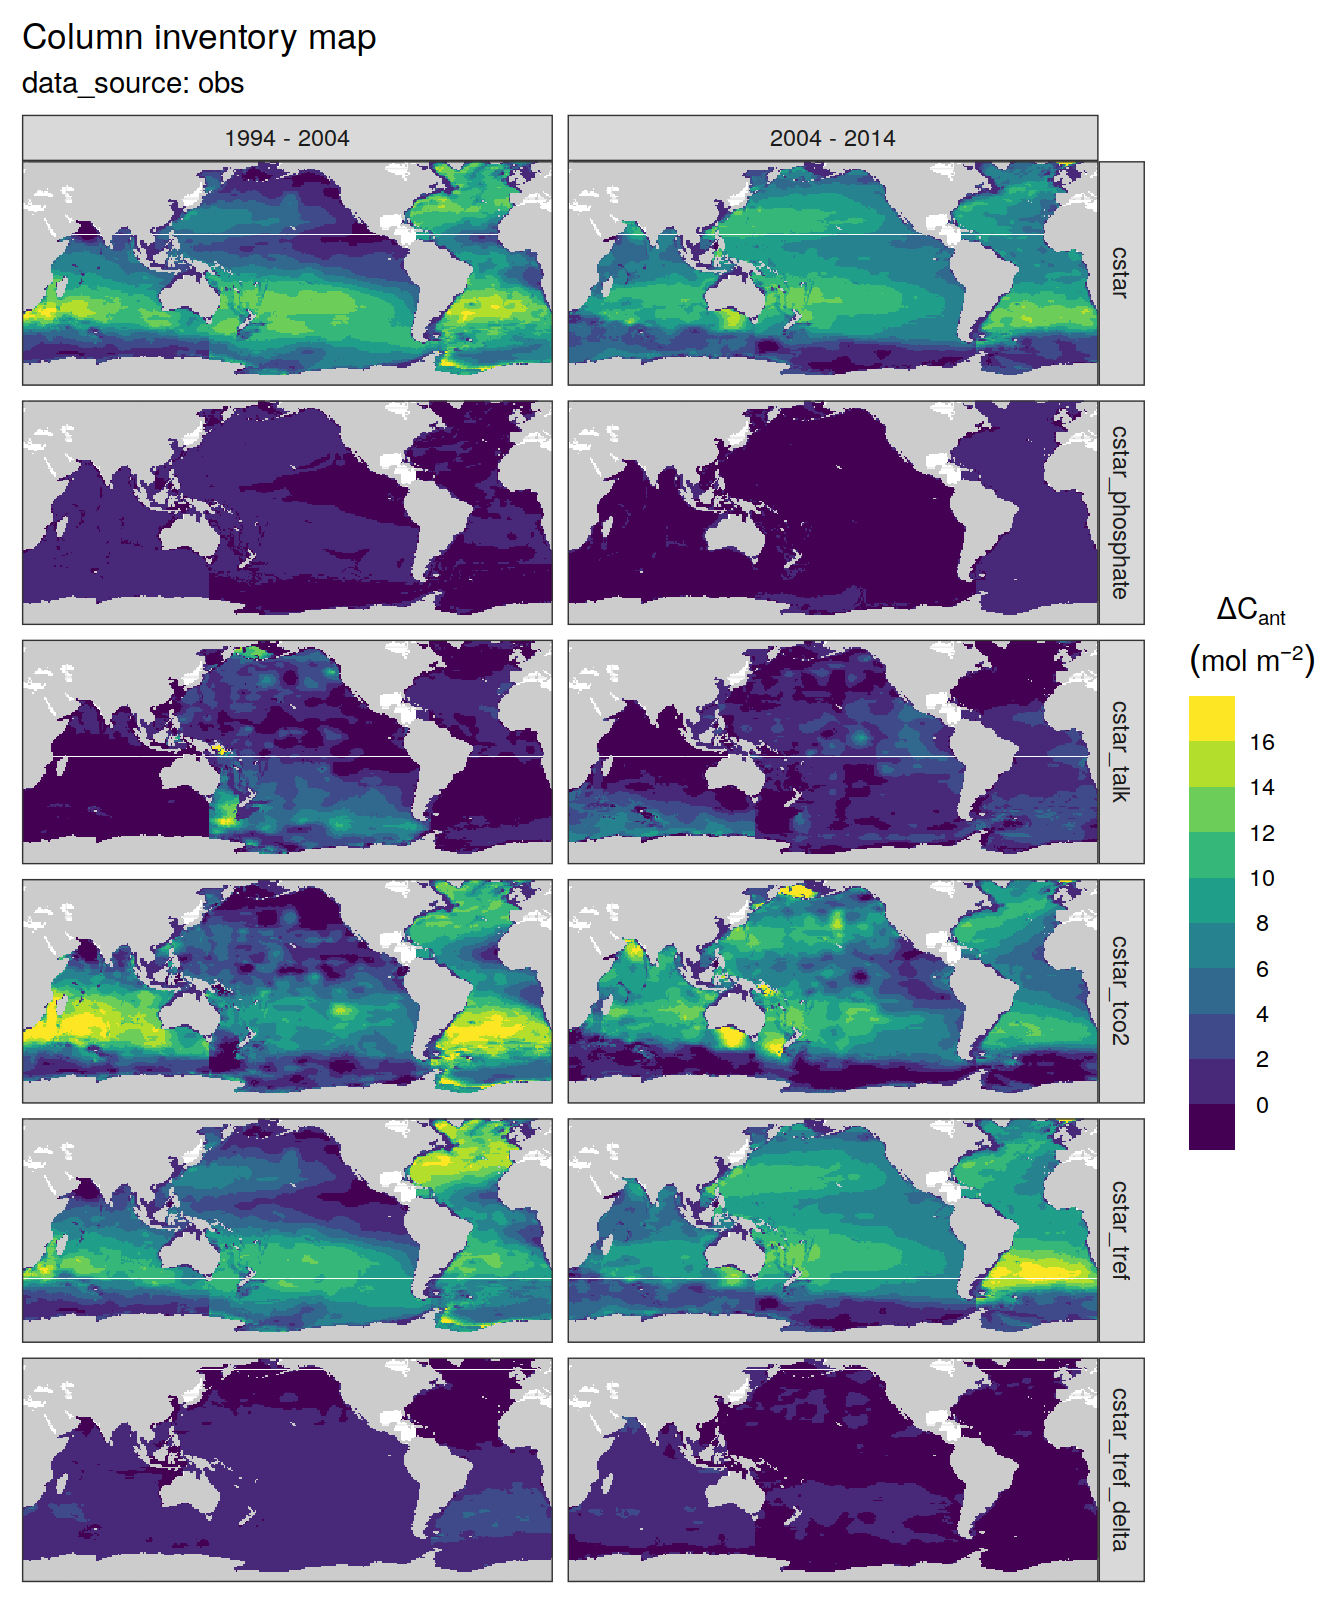 Column inventory map
data_source: obs
1994 - 2004
2004 - 2014
cstar
cstar_phosphate
cstar_talk
cstar_tco2
cstar_tref
cstar_tref_delta
ΔCant
(mol m−2)
16
14
12
10
8
6
4
2
0